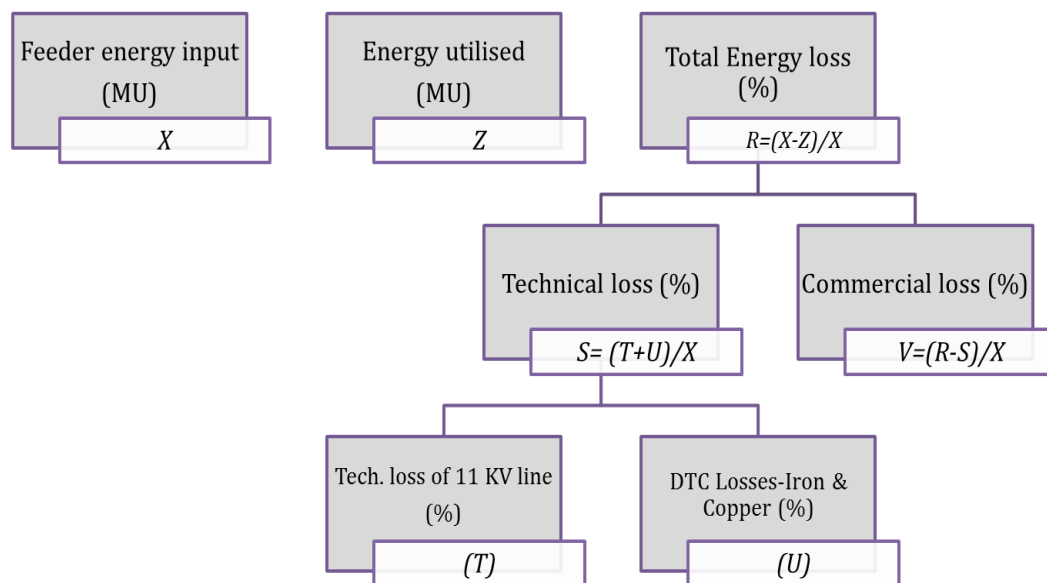 Feeder energy input
(MU)
X
Energy utilised
(MU)
Z
Total Energy loss
(%)
R=(X-Z)/X
Technical loss (%)
S= (T+U)/X
Commercial loss (%)
V=(R-S)/X
Tech. loss of 11 KV line
(%)
(T)
DTC Losses-Iron &
Copper (%)
(U)